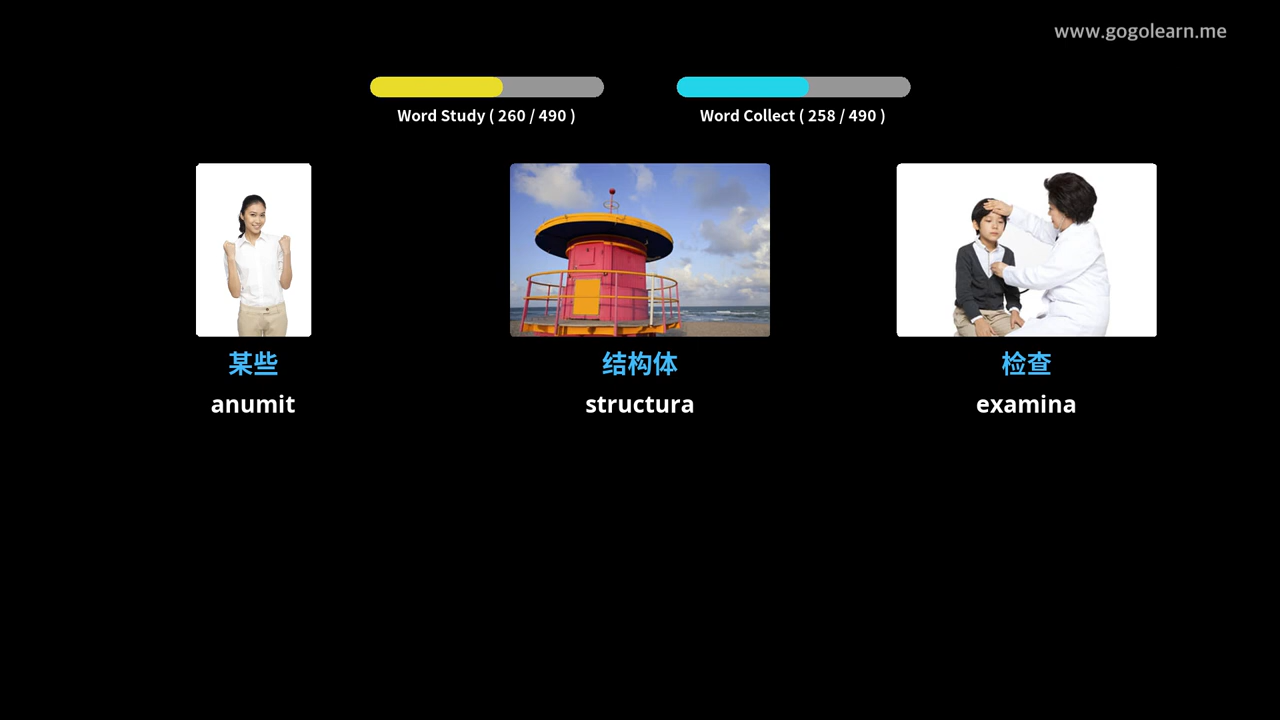 www.gogolearn.me
Word Study ( 260 / 490 )
Word Collect ( 258 / 490 )
某些
结构体
检查
anumit
structura
examina